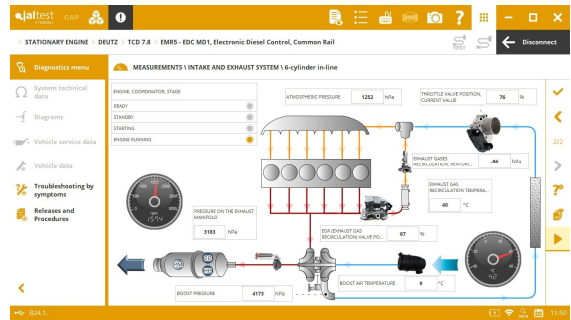 jaltest GRP
STATIONARY ENGINE > DEUTZ > TCD 7.8 > EMR5 - EDC MD1, Electronic Diesel Control, Common Rail
TEST
Disconnect
Diagnostics menu
MEASUREMENTS \ INTAKE AND EXHAUST SYSTEM \ 6-cylinder in-line
System technical
data
Diagrams
Vehicle service data
Vehicle data
Troubleshooting by
symptoms
Releases and
Procedures
ENGINE, COORDINATOR, STAGE
READY
STANDBY
STARTING
ENGINE RUNNING
ATMOSPHERIC PRESSURE 1252 hPa
THROTTLE VALVE POSITION,
CURRENT VALUE 76 %
2/2
EXHAUST GASES
RECIRCULATION, VENTURI... .86 hPa
EXHAUST GAS
RECIRCULATION TEMPERA...
40 °C
rpm
1574
PRESSURE ON THE EXHAUST
MANIFOLD
3183 hPa
EGR (EXHAUST GAS
RECIRCULATION) VALVE PO... 67 %
°C
42
BOOST AIR TEMPERATURE 9 °C
BOOST PRESSURE 4173 hPa
B24.1.
11:50